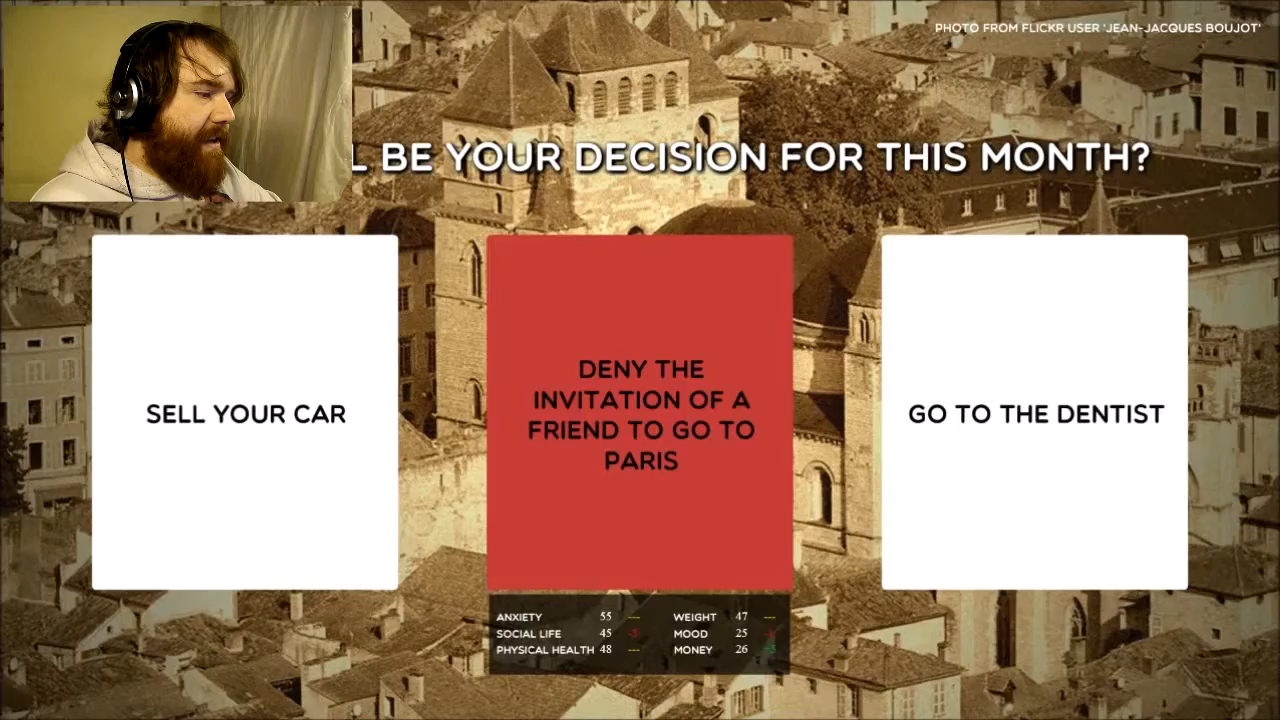 PHOTO FROM FLICKR USER 'JEAN-JACQUES BOUJOT'
BE YOUR DECISION FOR THIS MONTH?
SELL YOUR CAR
DENY THE
INVITATION OF A
FRIEND TO GO TO
PARIS
GO TO THE DENTIST
ANXIETY 55 --- WEIGHT 47 ---
SOCIAL LIFE 45 MOOD 25
PHYSICAL HEALTH 48 --- MONEY 26